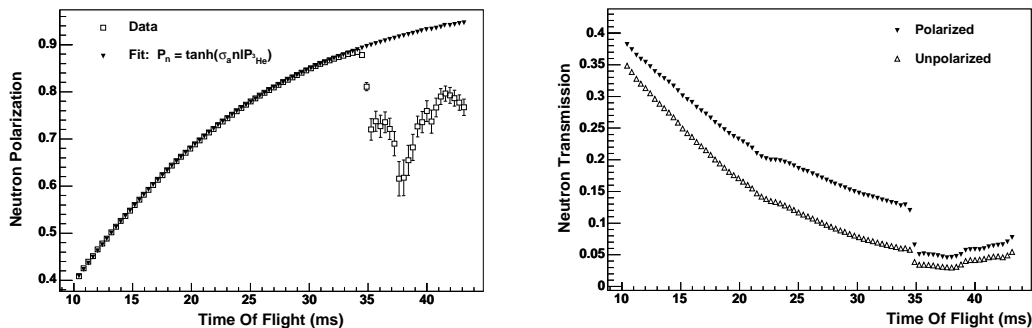 Neutron Polarization
0.9
0.8
0.7
0.6
0.5
0.4
Data
Fit: P_n = tanh(σ_a nlP_³He)
10 15 20 25 30 35 40
Time Of Flight (ms)
Neutron Transmission
0.4
0.35
0.3
0.25
0.2
0.15
0.1
0.05
0
Polarized
Unpolarized
10 15 20 25 30 35 40
Time Of Flight (ms)